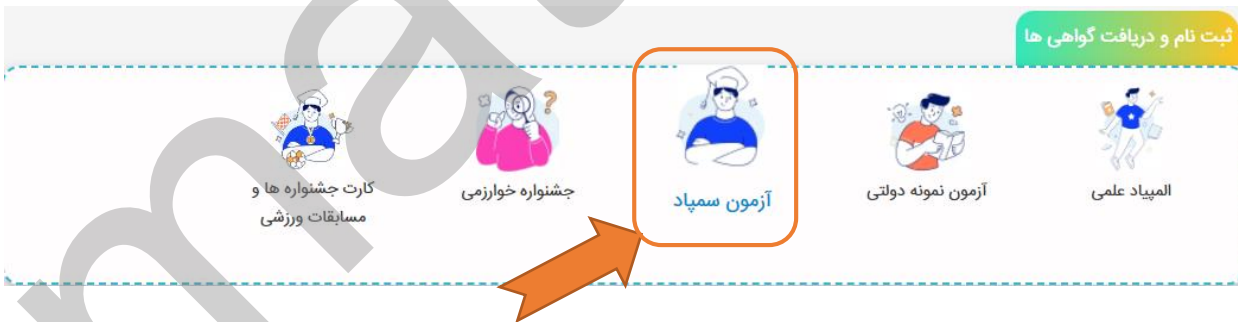 ثبت نام و دریافت گواهی ها
المپیاد علمی
آزمون نمونه دولتی
آزمون سمپاد
جشنواره خوارزمی
کارت جشنواره ها و
مسابقات ورزشی